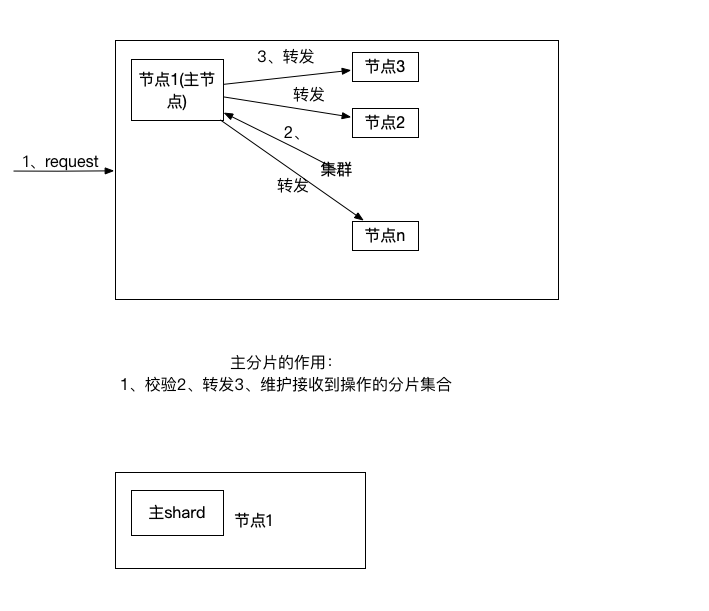 3、转发
节点3
节点1(主节
点)
转发
节点2
2、
1、request
集群
转发
节点n
主分片的作用：
1、校验2、转发3、维护接收到操作的分片集合
主shard
节点1